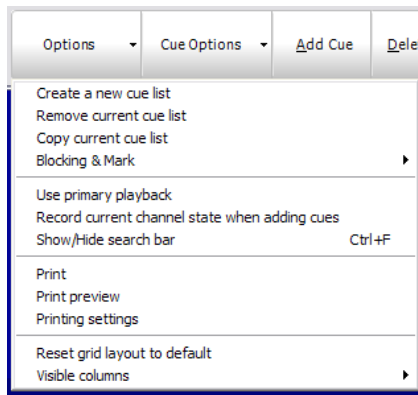 Options Cue Options Add Cue Dele
Create a new cue list
Remove current cue list
Copy current cue list
Blocking & Mark
Use primary playback
Record current channel state when adding cues
Show/Hide search bar Ctrl+F
Print
Print preview
Printing settings
Reset grid layout to default
Visible columns